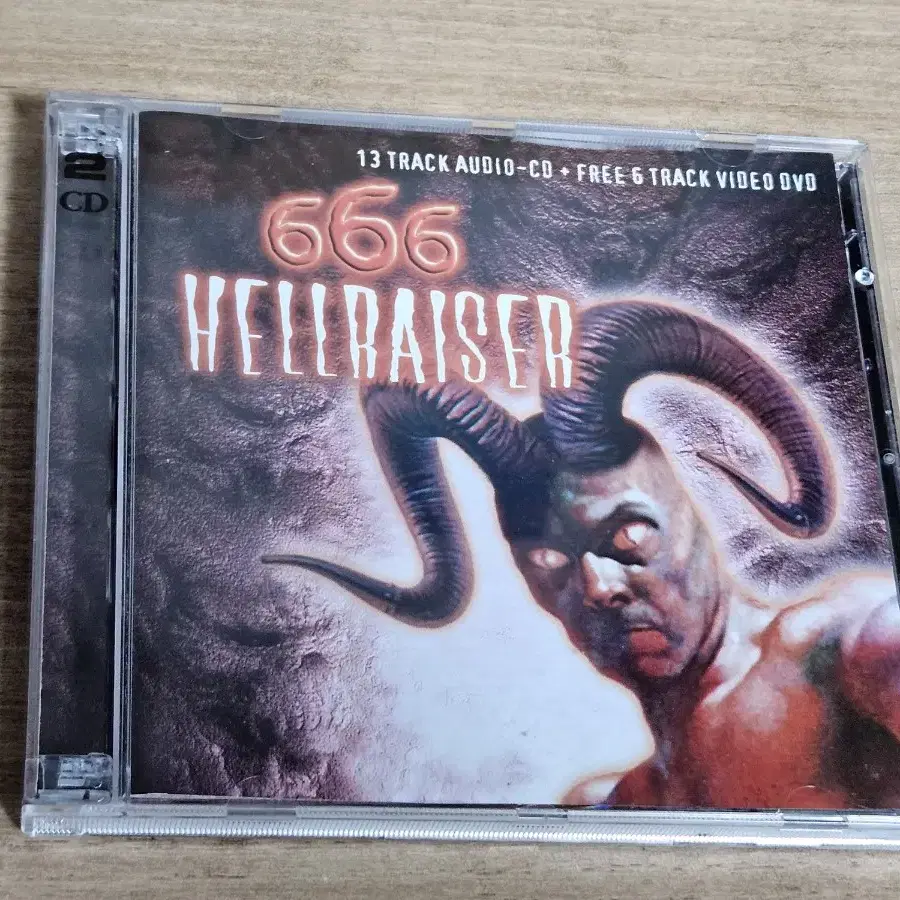 2
CD
13 TRACK AUDIO-CD + FREE 6 TRACK VIDEO DVD
666
HELLRAISER